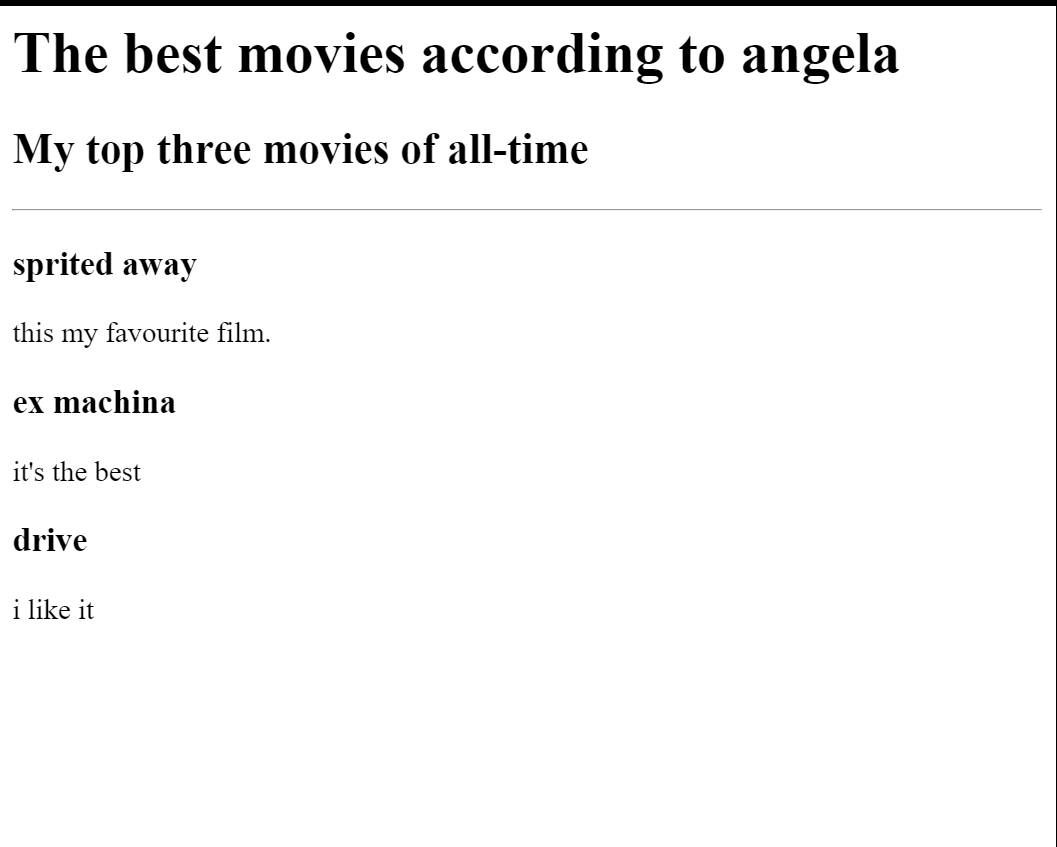 The best movies according to angela
My top three movies of all-time
sprited away
this my favourite film.
ex machina
it's the best
drive
i like it